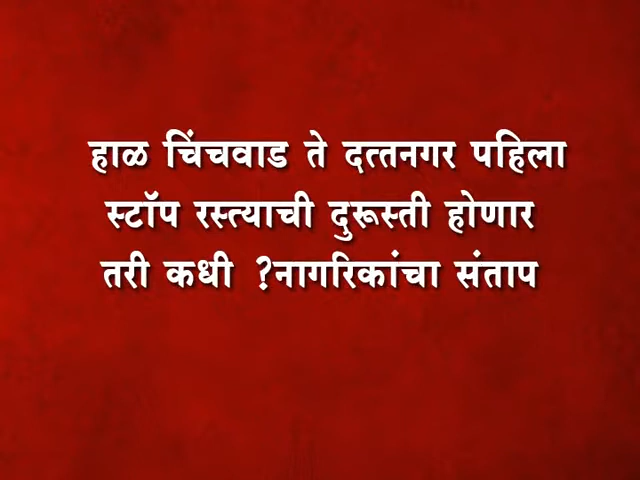 हाळ चिंचवाड ते दत्तनगर पहिला
स्टॉप रस्त्याची दुरूस्ती होणार
तरी कधी ?नागरिकांचा संताप